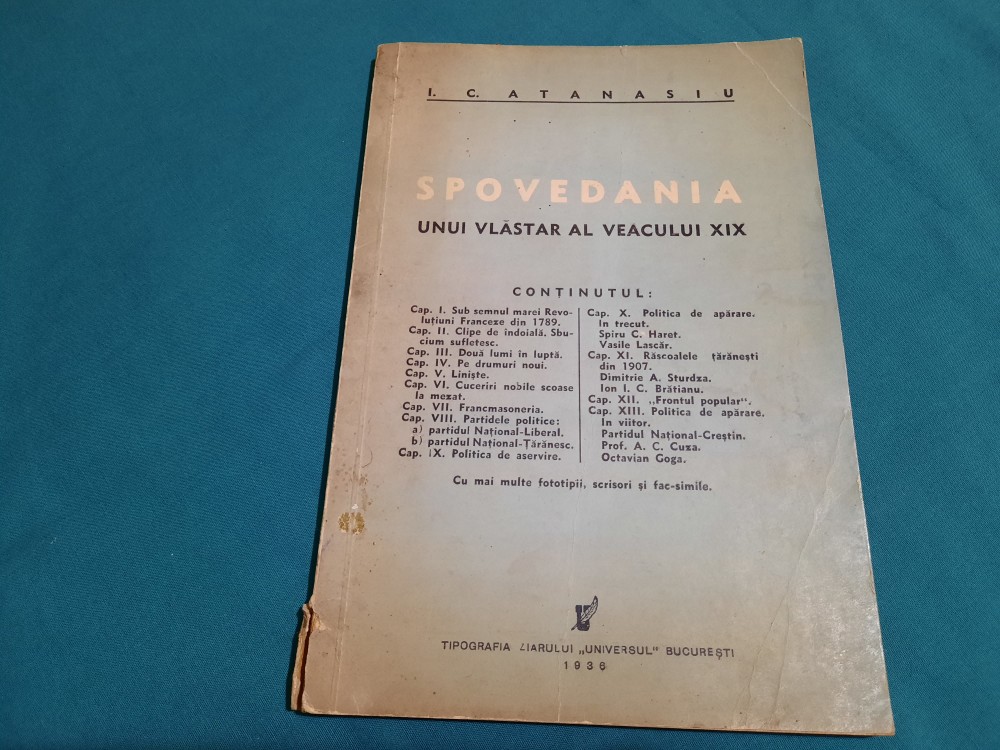 I. C. ATANASIU
SPOVEDANIA
UNUI VLĂSTAR AL VEACULUI XIX
CONȚINUTUL:
Cap. I. Sub semnul marei Revo-
luțiuni Franceze din 1789.
Cap. II. Clipe de îndoială. Sbu-
cium sufletesc.
Cap. III. Două lumi în luptă.
Cap. IV. Pe drumuri noui.
Cap. V. Liniște.
Cap. VI. Cuceriri nobile scoase
la mezat.
Cap. VII. Francmasoneria.
Cap. VIII. Partidele politice:
a) partidul Național-Liberal.
b) partidul Național-Țărănesc.
Cap. IX. Politica de aservire.
Cap. X. Politica de apărare.
In trecut.
Spiru C. Haret.
Vasile Lascăr.
Cap. XI. Răscoalele țărănești
din 1907.
Dimitrie A. Sturdza.
Ion I. C. Brătianu.
Cap. XII. „Frontul popular".
Cap. XIII. Politica de apărare.
In viitor.
Partidul Național-Creștin.
Prof. A. C. Cuza.
Octavian Goga.
Cu mai multe fototipii, scrisori și fac-simile.
TIPOGRAFIA ZIARULUI „UNIVERSUL" BUCUREȘTI
1936